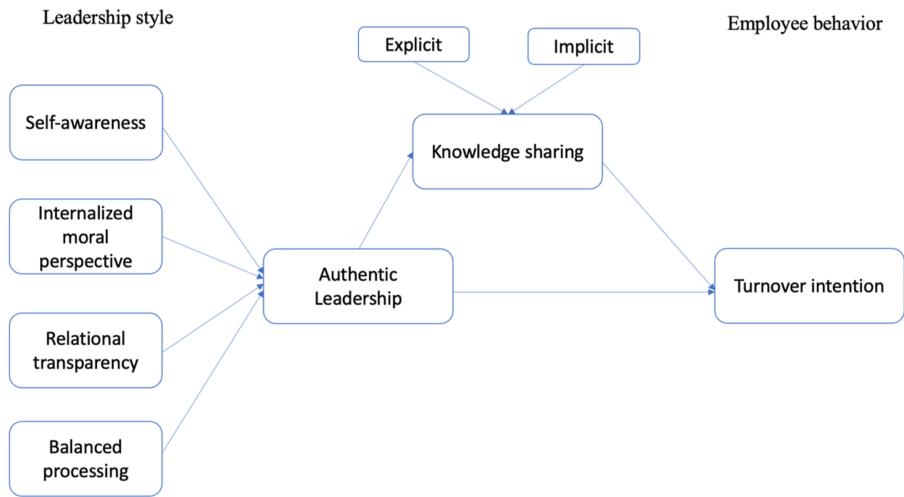 Leadership style
Employee behavior
Explicit
Implicit
Self-awareness
Knowledge sharing
Internalized
moral
perspective
Authentic
Leadership
Turnover intention
Relational
transparency
Balanced
processing